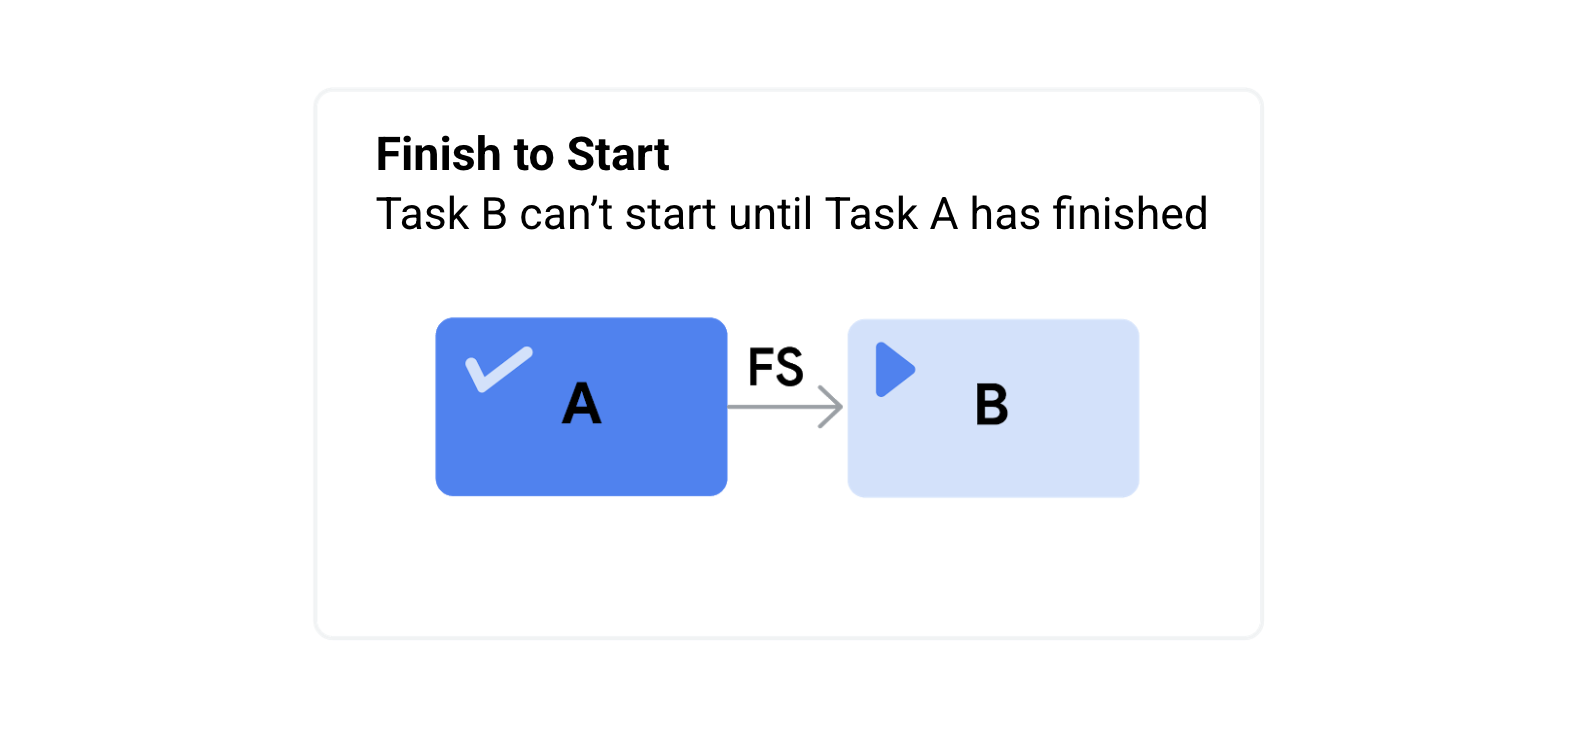 Finish to Start
Task B can’t start until Task A has finished
A
FS
B